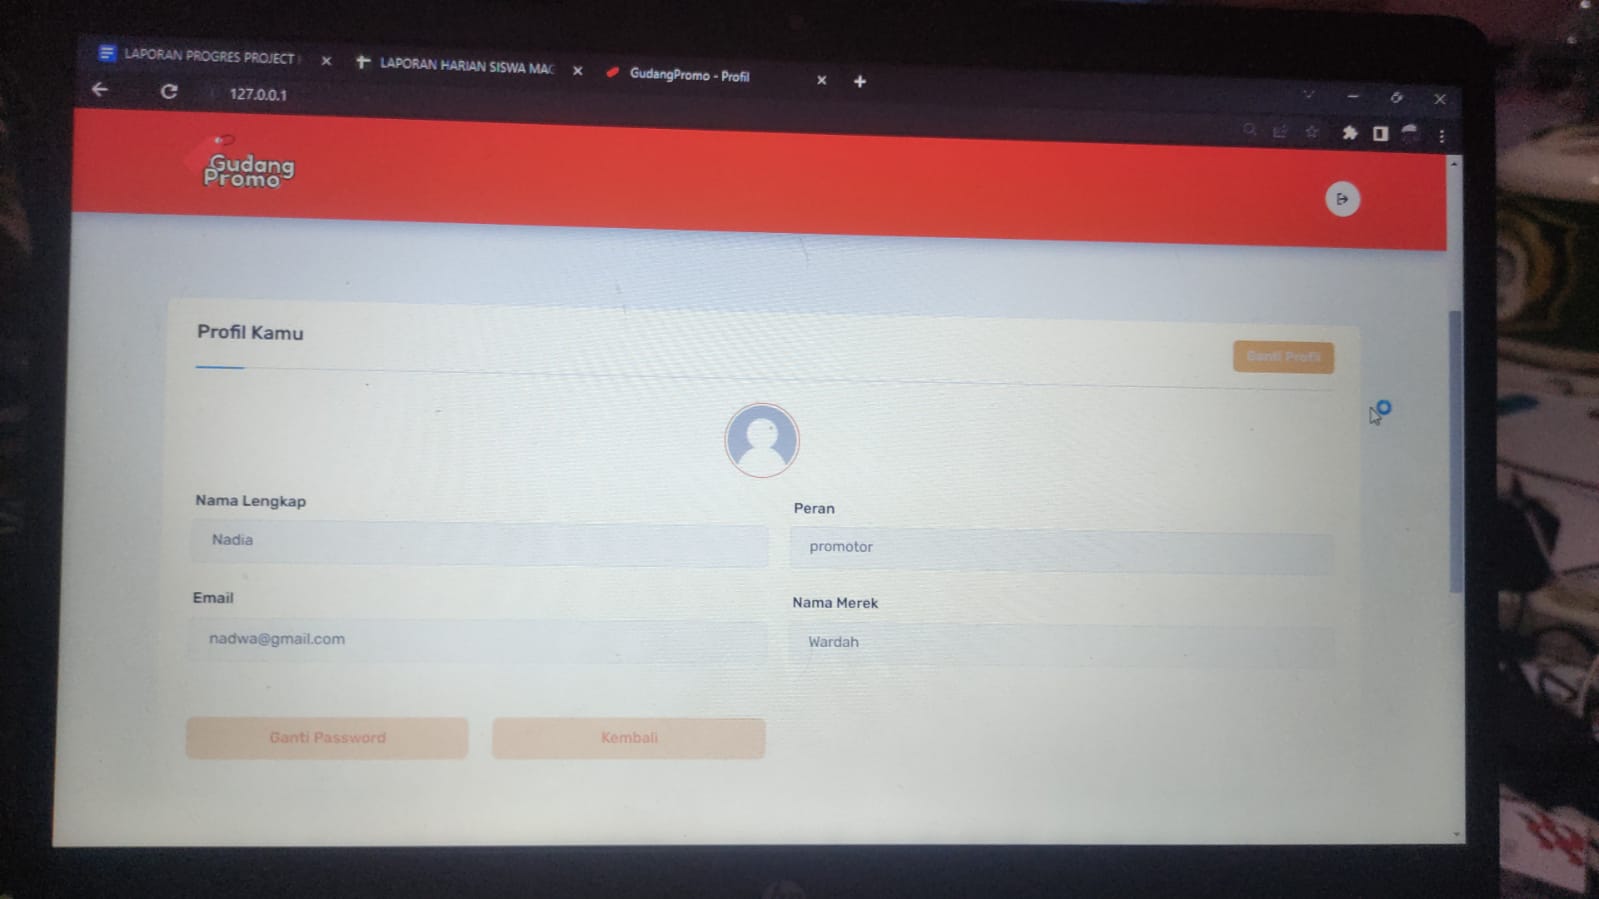 LAPORAN PROGRES PROJECT
LAPORAN HARIAN SISWA MAG
GudangPromo - Profil
127.0.0.1
Gudang
Promo
Profil Kamu
Ganti Profil
Nama Lengkap
Nadia
Peran
promotor
Email
nadwa@gmail.com
Nama Merek
Wardah
Ganti Password
Kembali